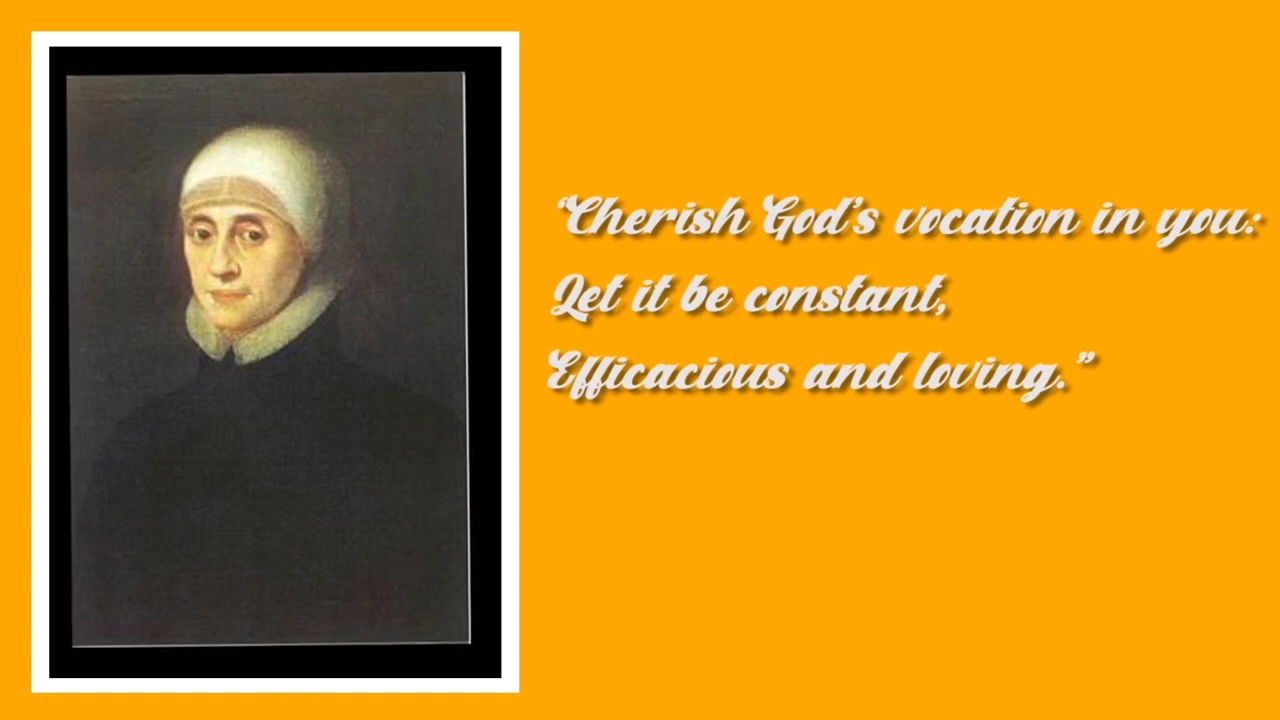 “Cherish God’s vocation in you:
Let it be constant,
Efficacious and loving.”